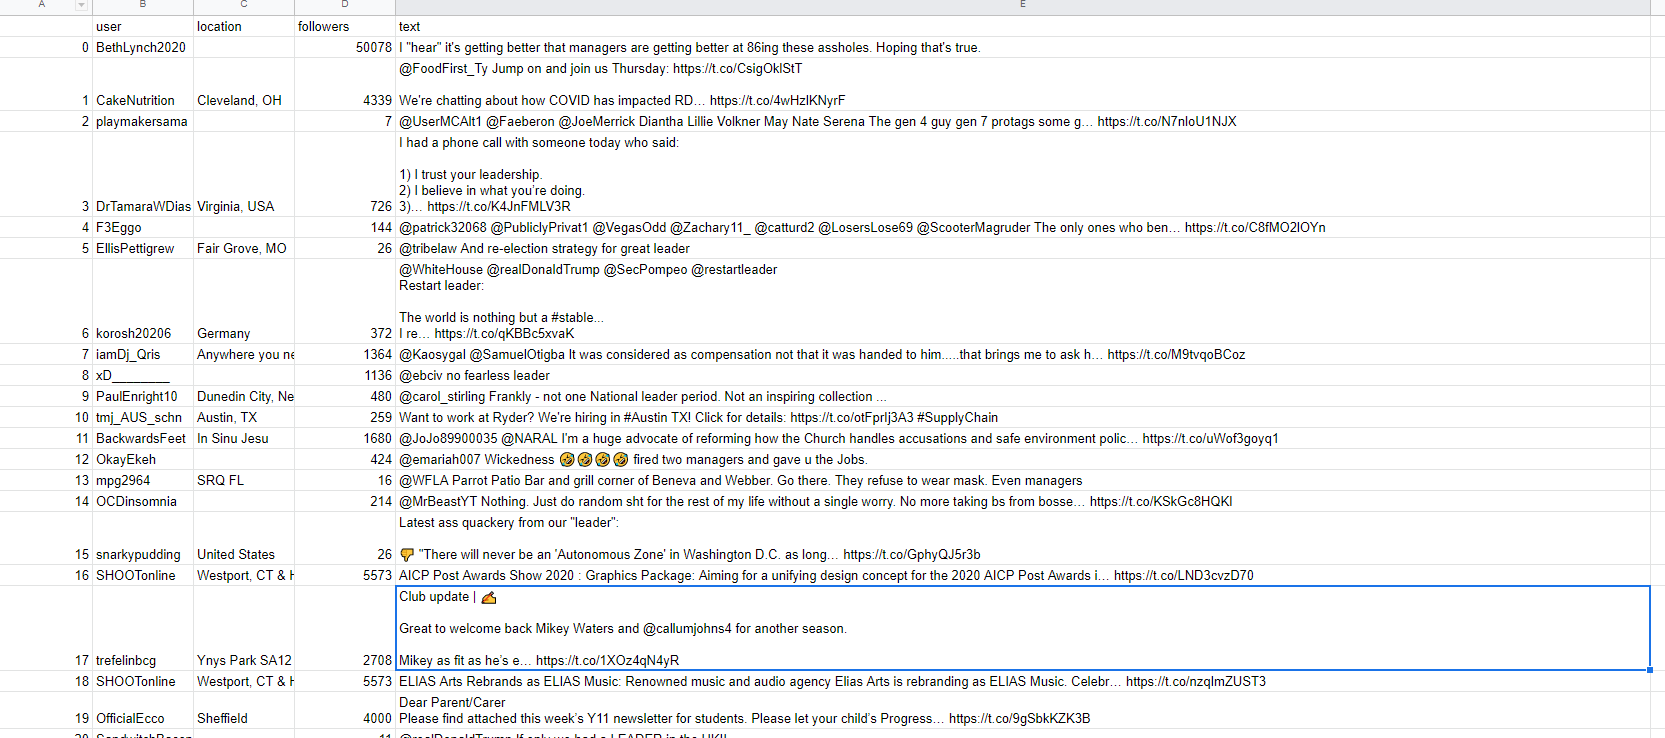 A B C D E
user location followers text
0 BethLynch2020 50078 I "hear" it's getting better that managers are getting better at 86ing these assholes. Hoping that's true.
@FoodFirst_Ty Jump on and join us Thursday: https://t.co/CsigOklStT
1 CakeNutrition Cleveland, OH 4339 We're chatting about how COVID has impacted RD… https://t.co/4wHzlKNyrF
2 playmakersama 7 @UserMCAlt1 @Faeberon @JoeMerrick Diantha Lillie Volkner May Nate Serena The gen 4 guy gen 7 protags some g… https://t.co/N7nloU1NJX
I had a phone call with someone today who said:
1) I trust your leadership.
2) I believe in what you're doing.
3 DrTamaraWDias Virginia, USA 726 3)… https://t.co/K4JnFMLV3R
4 F3Eggo 144 @patrick32068 @PubliclyPrivat1 @VegasOdd @Zachary11_ @catturd2 @LosersLose69 @ScooterMagruder The only ones who ben… https://t.co/C8fMO2lOYn
5 EllisPettigrew Fair Grove, MO 26 @tribelaw And re-election strategy for great leader
@WhiteHouse @realDonaldTrump @SecPompeo @restartleader
Restart leader:
The world is nothing but a #stable...
6 korosh20206 Germany 372 I re… https://t.co/qKBBc5xvaK
7 iamDj_Qris Anywhere you ne 1364 @Kaosygal @SamuelOtigba It was considered as compensation not that it was handed to him.....that brings me to ask h… https://t.co/M9tvqoBCoz
8 xD________ 1136 @ebciv no fearless leader
9 PaulEnright10 Dunedin City, Ne 480 @carol_stirling Frankly - not one National leader period. Not an inspiring collection ...
10 tmj_AUS_schn Austin, TX 259 Want to work at Ryder? We're hiring in #Austin TX! Click for details: https://t.co/otFprIj3A3 #SupplyChain
11 BackwardsFeet In Sinu Jesu 1680 @JoJo89900035 @NARAL I'm a huge advocate of reforming how the Church handles accusations and safe environment polic… https://t.co/uWof3goyq1
12 OkayEkeh 424 @emariah007 Wickedness 🤣🤣🤣🤣 fired two managers and gave u the Jobs.
13 mpg2964 SRQ FL 16 @WFLA Parrot Patio Bar and grill corner of Beneva and Webber. Go there. They refuse to wear mask. Even managers
14 OCDinsomnia 214 @MrBeastYT Nothing. Just do random sht for the rest of my life without a single worry. No more taking bs from bosse… https://t.co/KSkGc8HQKl
Latest ass quackery from our "leader":
15 snarkypudding United States 26 👎 "There will never be an 'Autonomous Zone' in Washington D.C. as long… https://t.co/GphyQJ5r3b
16 SHOOTonline Westport, CT & H 5573 AICP Post Awards Show 2020 : Graphics Package: Aiming for a unifying design concept for the 2020 AICP Post Awards i… https://t.co/LND3cvzD70
Club update | ✍
Great to welcome back Mikey Waters and @callumjohns4 for another season.
17 trefelinbcg Ynys Park SA12 2708 Mikey as fit as he's e… https://t.co/1XOz4qN4yR
18 SHOOTonline Westport, CT & H 5573 ELIAS Arts Rebrands as ELIAS Music: Renowned music and audio agency Elias Arts is rebranding as ELIAS Music. Celebr… https://t.co/nzqlmZUST3
Dear Parent/Carer
19 OfficialEcco Sheffield 4000 Please find attached this week's Y11 newsletter for students. Please let your child's Progress… https://t.co/9gSbkKZK3B